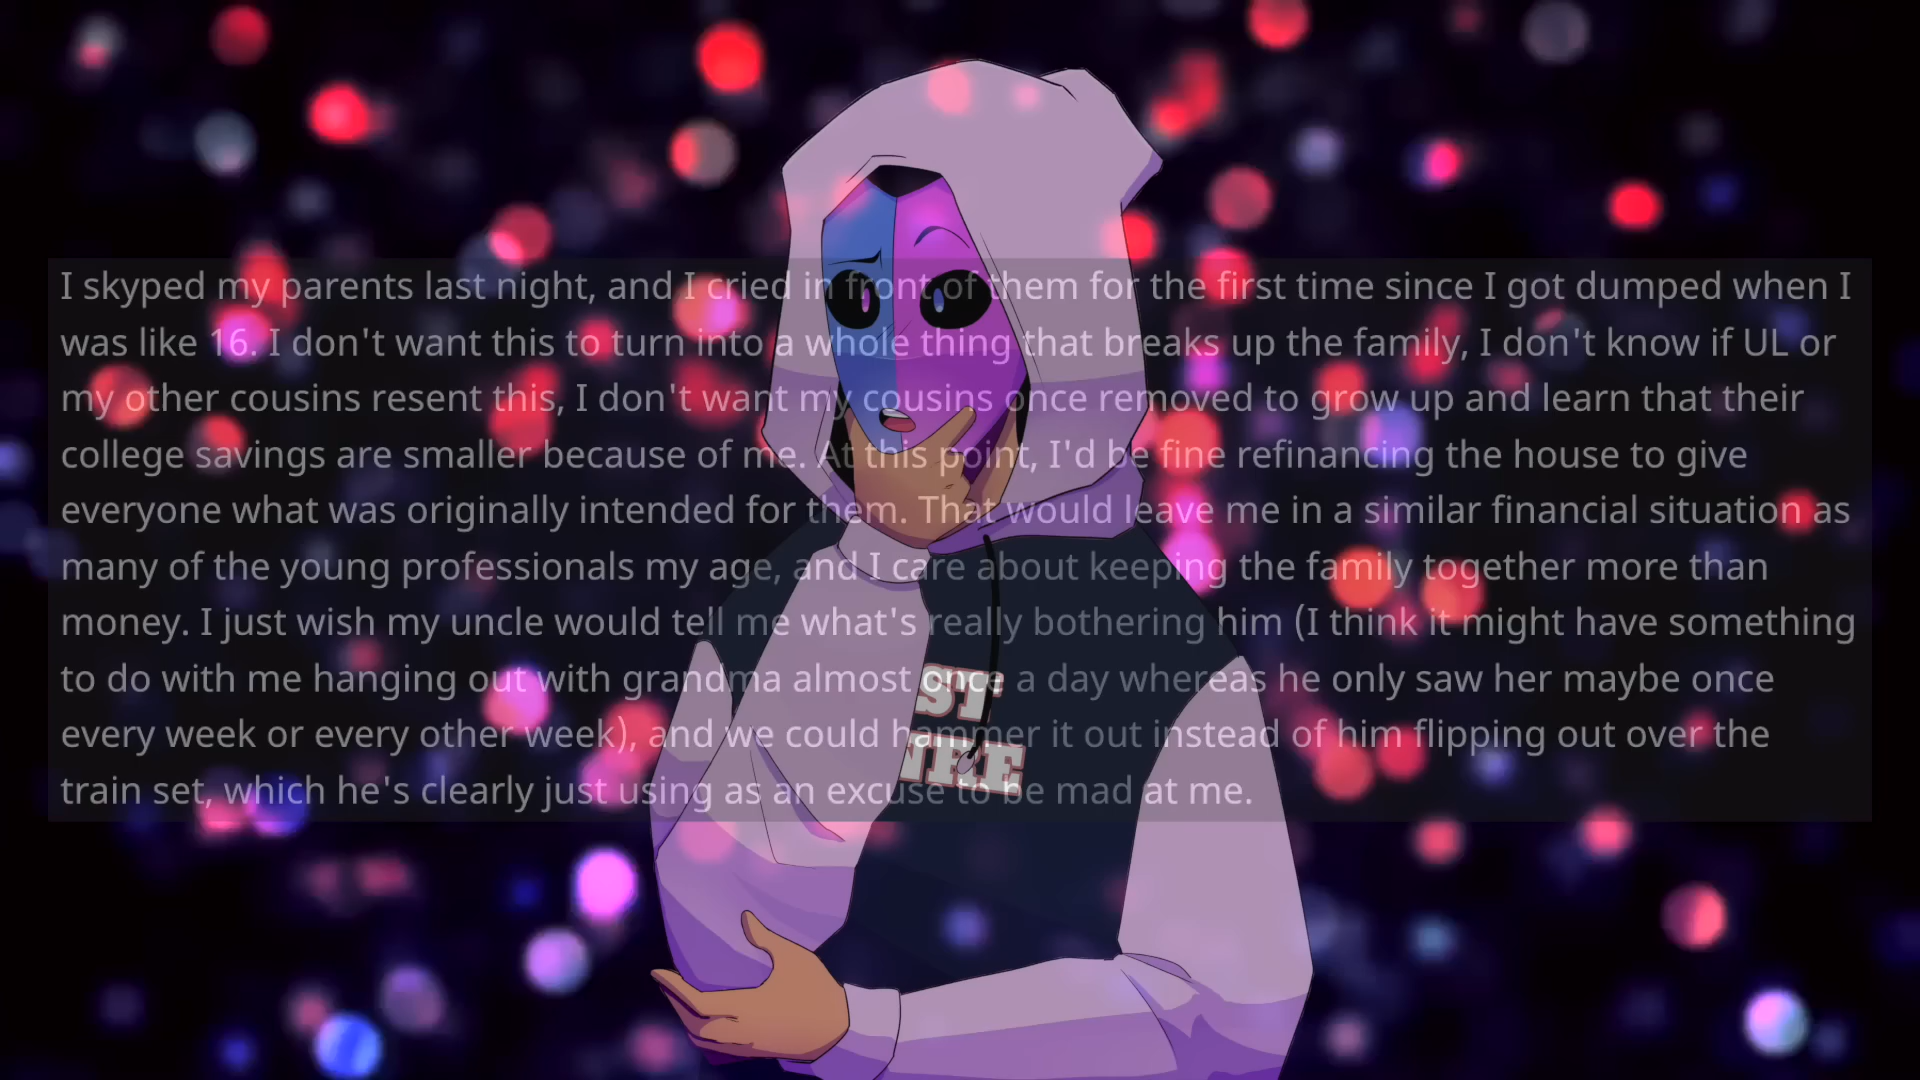 I skyped my parents last night, and I cried in front of them for the first time since I got dumped when I
was like 16. I don't want this to turn into a whole thing that breaks up the family, I don't know if UL or
my other cousins resent this, I don't want my cousins once removed to grow up and learn that their
college savings are smaller because of me. At this point, I'd be fine refinancing the house to give
everyone what was originally intended for them. That would leave me in a similar financial situation as
many of the young professionals my age, and I care about keeping the family together more than
money. I just wish my uncle would tell me what's really bothering him (I think it might have something
to do with me hanging out with grandma almost once a day whereas he only saw her maybe once
every week or every other week), and we could hammer it out instead of him flipping out over the
train set, which he's clearly just using as an excuse to be mad at me.
ST